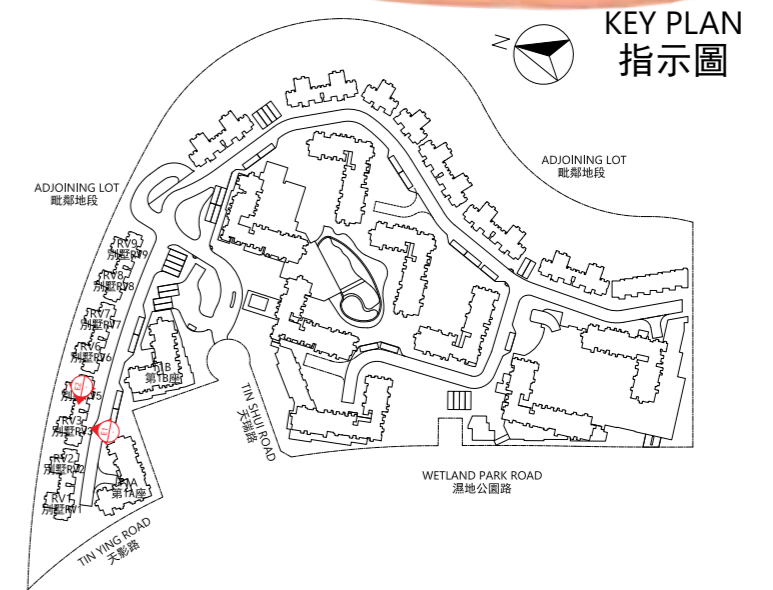 KEY PLAN
指示圖
N
ADJOINING LOT
毗鄰地段
ADJOINING LOT
毗鄰地段
RV9
別墅RV9
RV8
別墅RV8
RV7
別墅RV7
RV6
別墅RV6
E2
RV3
別墅RV3
E1
RV2
別墅RV2
RV1
別墅RV1
第1B座
第1A座
TIN SHUI ROAD
天瑞路
WETLAND PARK ROAD
濕地公園路
TIN YING ROAD
天影路